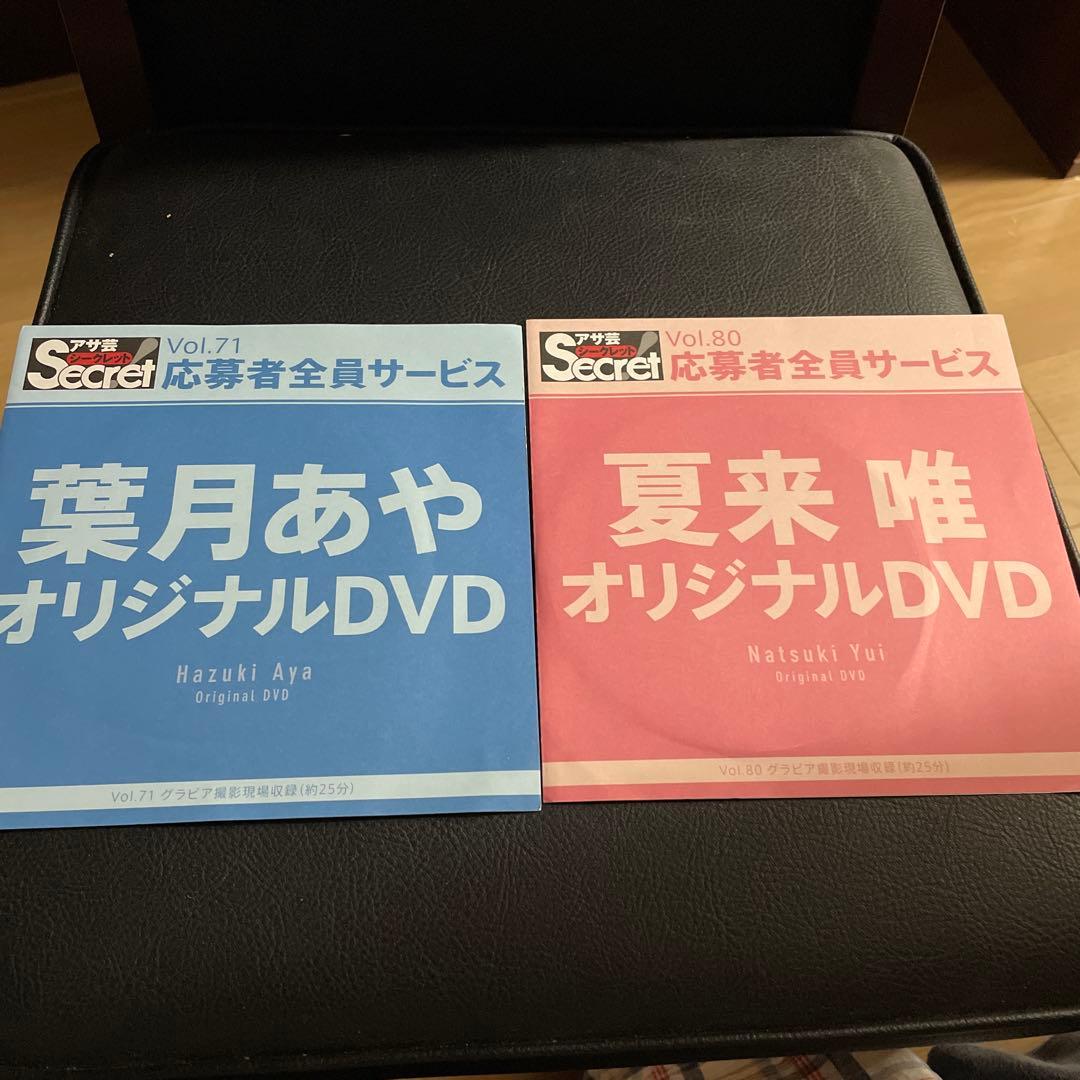 アサ芸
シークレット
Secret
Vol.71
応募者全員サービス
葉月あや
オリジナルDVD
Hazuki Aya
Original DVD
Vol.71 グラビア撮影現場収録(約25分)
アサ芸
シークレット
Secret
Vol.80
応募者全員サービス
夏来 唯
オリジナルDVD
Natsuki Yui
Original DVD
Vol.80 グラビア撮影現場収録(約25分)